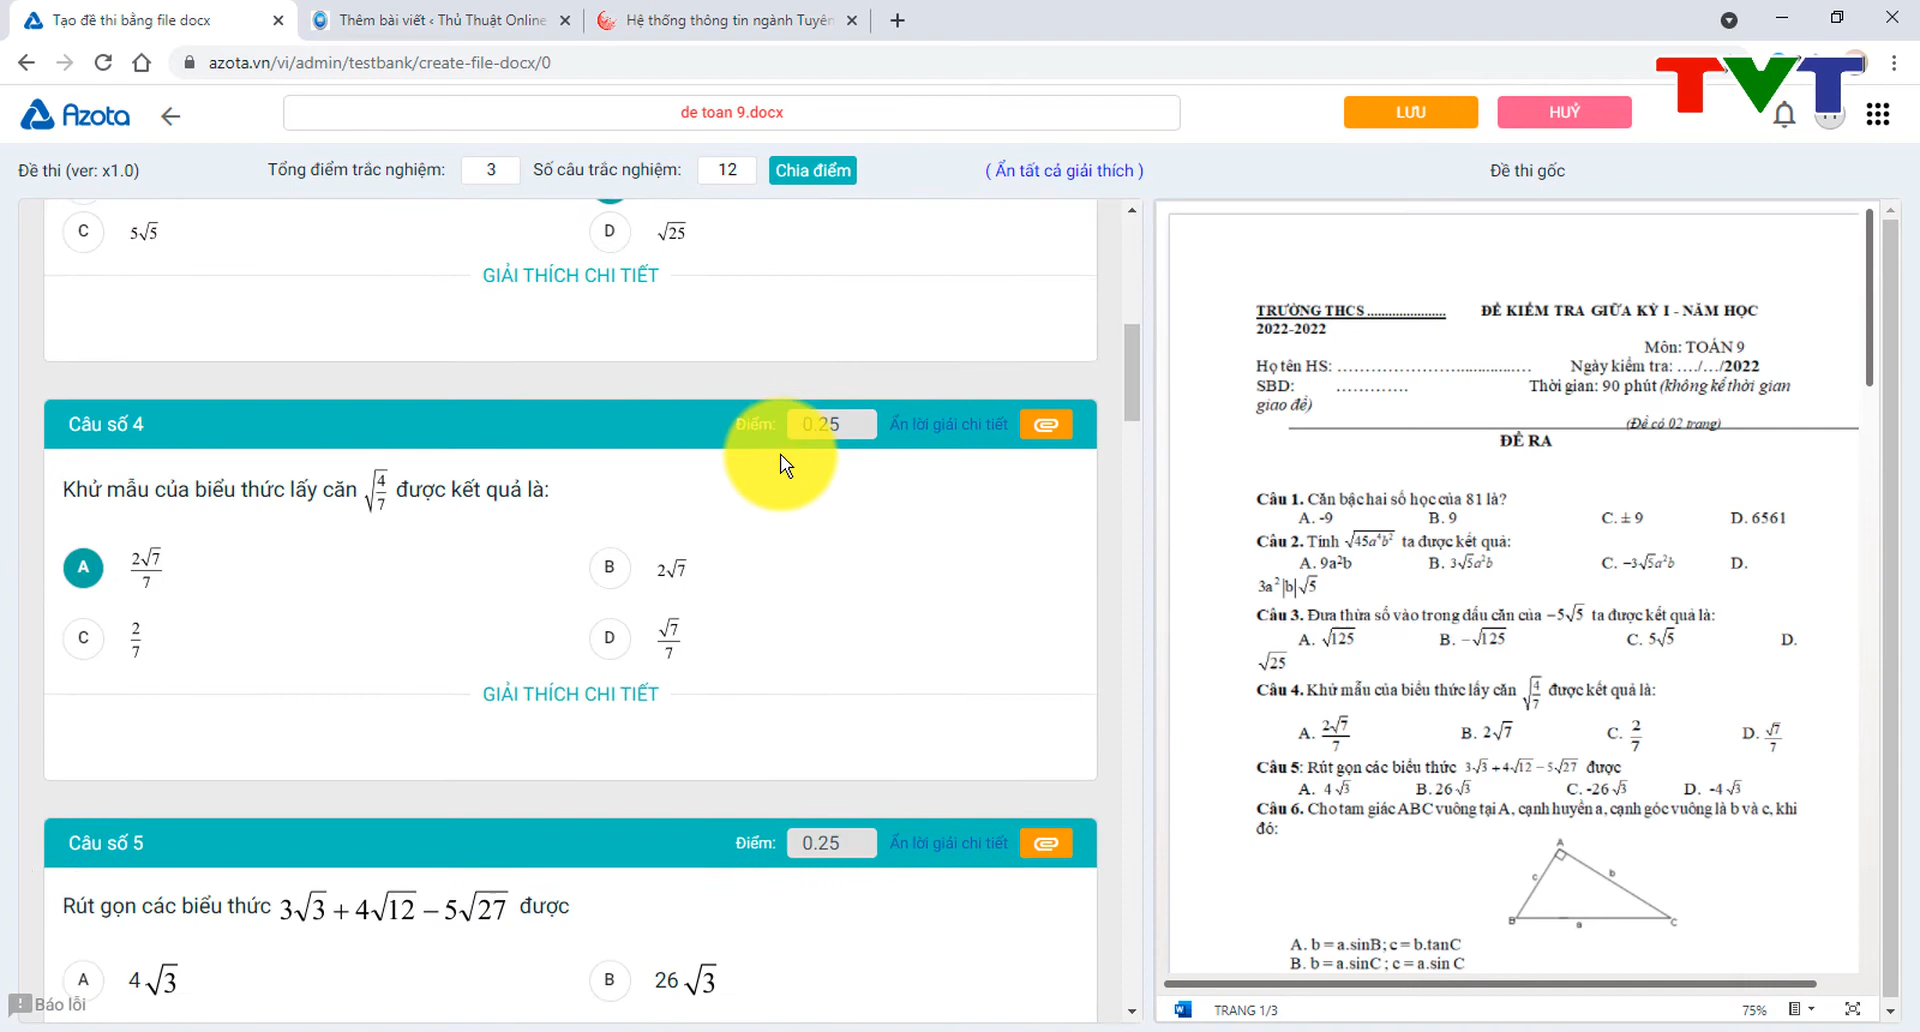 Tạo đề thi bằng file docx
Thêm bài viết ‹ Thủ Thuật Online
Hệ thống thông tin ngành Tuyên
azota.vn/vi/admin/testbank/create-file-docx/0
TVT
Azota
de toan 9.docx
LƯU
HUỶ
Đề thi (ver: x1.0)
Tổng điểm trắc nghiệm: 3
Số câu trắc nghiệm: 12
Chia điểm
( Ẩn tất cả giải thích )
Đề thi gốc
C 5√5
D √25
GIẢI THÍCH CHI TIẾT
Câu số 4
Điểm: 0.25
Ẩn lời giải chi tiết
Khử mẫu của biểu thức lấy căn √(4/7) được kết quả là:
A 2√7/7
B 2√7
C 2/7
D √7/7
GIẢI THÍCH CHI TIẾT
Câu số 5
Điểm: 0.25
Ẩn lời giải chi tiết
Rút gọn các biểu thức 3√3 + 4√12 − 5√27 được
A 4√3
B 26√3
Báo lỗi
TRƯỜNG THCS ...................... ĐỀ KIỂM TRA GIỮA KỲ I - NĂM HỌC
2022-2022
Môn: TOÁN 9
Họ tên HS: ……………………............…. Ngày kiểm tra: …./…/2022
SBD: …………. Thời gian: 90 phút (không kể thời gian
giao đề)
(Đề có 02 trang)
ĐỀ RA
Câu 1. Căn bậc hai số học của 81 là?
A. -9 B. 9 C. ± 9 D. 6561
Câu 2. Tính √45a⁴b² ta được kết quả:
A. 9a²b B. 3√5a²b C. −3√5a²b D.
3a²|b|√5
Câu 3. Đưa thừa số vào trong dấu căn của −5√5 ta được kết quả là:
A. √125 B. −√125 C. 5√5 D.
√25
Câu 4. Khử mẫu của biểu thức lấy căn √(4/7) được kết quả là:
A. 2√7/7 B. 2√7 C. 2/7 D. √7/7
Câu 5: Rút gọn các biểu thức 3√3 + 4√12 − 5√27 được
A. 4√3 B. 26√3 C. -26√3 D. -4√3
Câu 6. Cho tam giác ABC vuông tại A, cạnh huyền a, cạnh góc vuông là b và c, khi
đó:
A
c b
B a C
A. b = a.sinB; c = b.tanC
B. b = a.sinC ; c = a.sin C
TRANG 1/3
75%